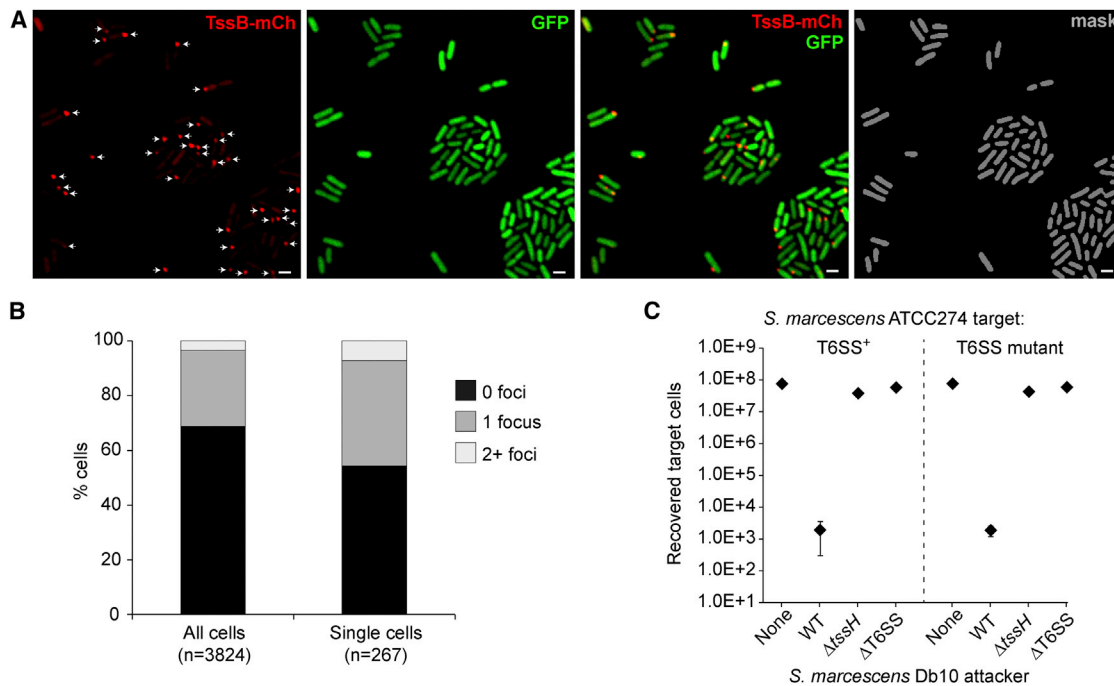 A
TssB-mCh
GFP
TssB-mCh
GFP
mask
B
% cells
100
80
60
40
20
0
All cells
(n=3824)
Single cells
(n=267)
0 foci
1 focus
2+ foci
C
S. marcescens ATCC274 target:
T6SS⁺
T6SS mutant
Recovered target cells
1.0E+9
1.0E+8
1.0E+7
1.0E+6
1.0E+5
1.0E+4
1.0E+3
1.0E+2
1.0E+1
None
WT
ΔtssH
ΔT6SS
None
WT
ΔtssH
ΔT6SS
S. marcescens Db10 attacker